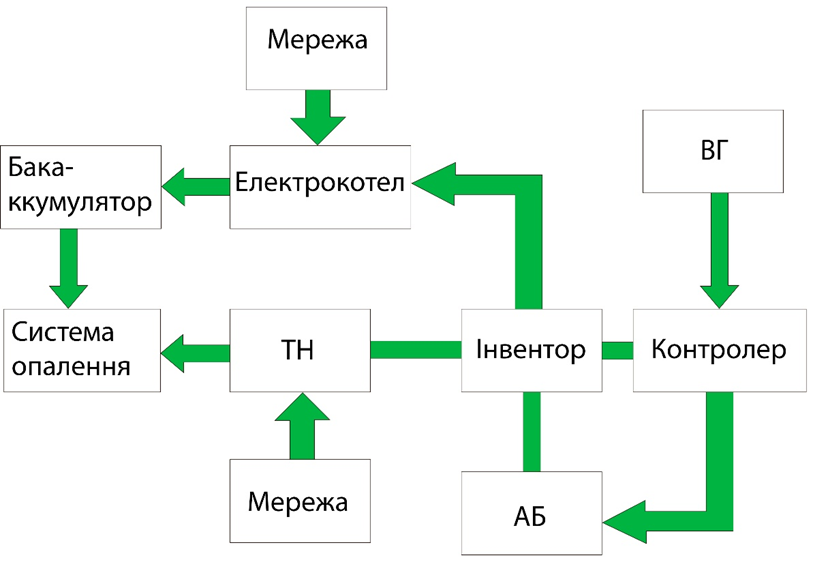 Мережа
ВГ
Бака-
ккумулятор
Електрокотел
Система
опалення
ТН
Інвентор
Контролер
Мережа
АБ